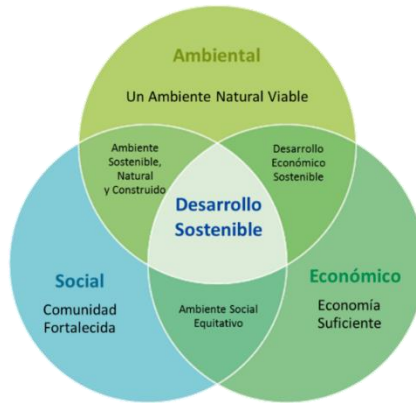 Ambiental
Un Ambiente Natural Viable
Ambiente
Sostenible,
Natural
y Construido
Desarrollo
Económico
Sostenible
Desarrollo
Sostenible
Social
Comunidad
Fortalecida
Ambiente Social
Equitativo
Económico
Economía
Suficiente